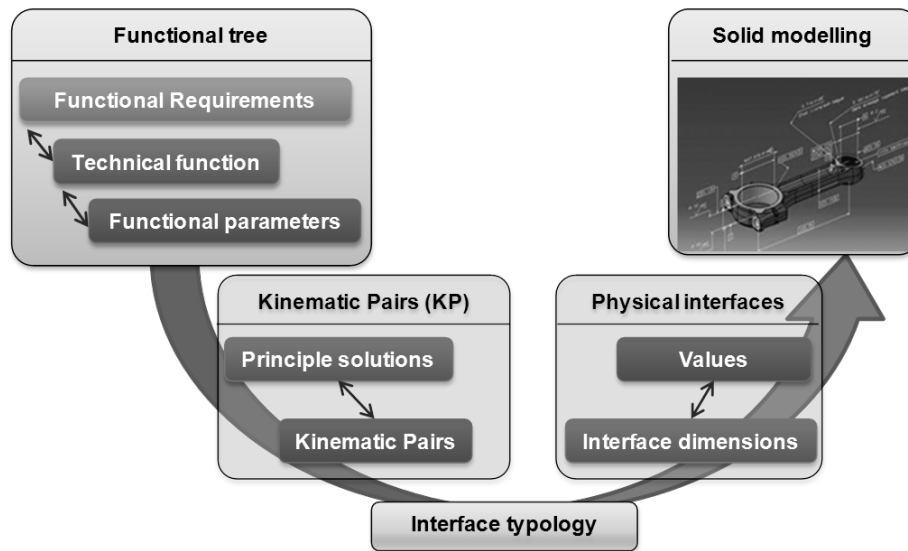 Functional tree
Functional Requirements
Technical function
Functional parameters
Kinematic Pairs (KP)
Principle solutions
Kinematic Pairs
Interface typology
Physical interfaces
Values
Interface dimensions
Solid modelling